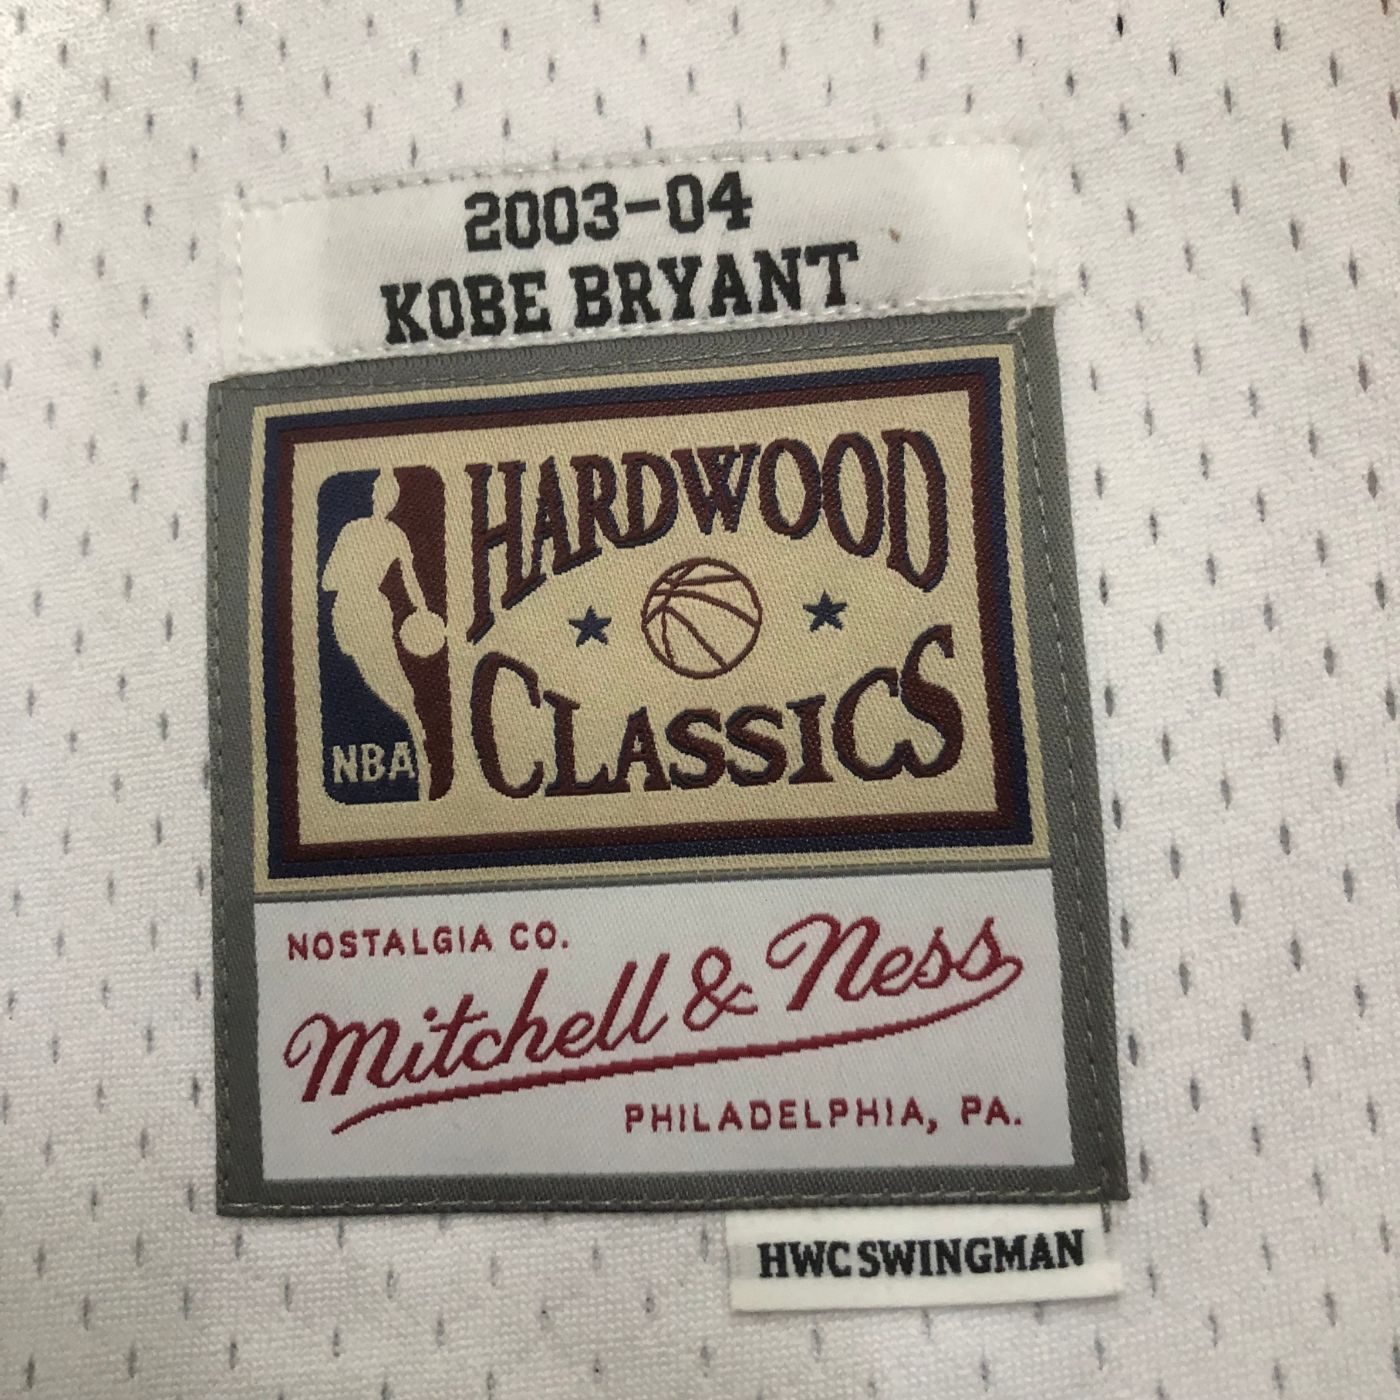 2003-04
KOBE BRYANT
HARDWOOD
CLASSICS
NBA
NOSTALGIA CO.
Mitchell & Ness
PHILADELPHIA, PA.
HWC SWINGMAN